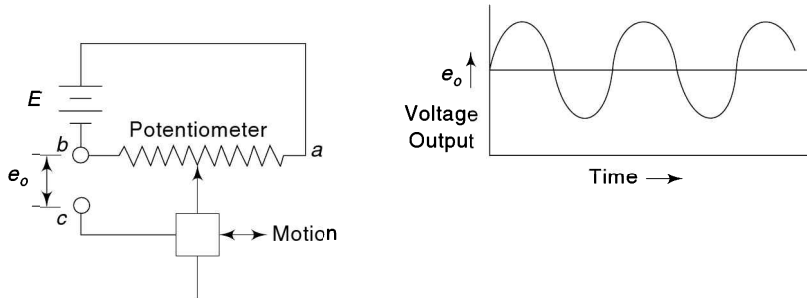 E
Potentiometer
b
a
eo
c
Motion
eo
Voltage
Output
Time